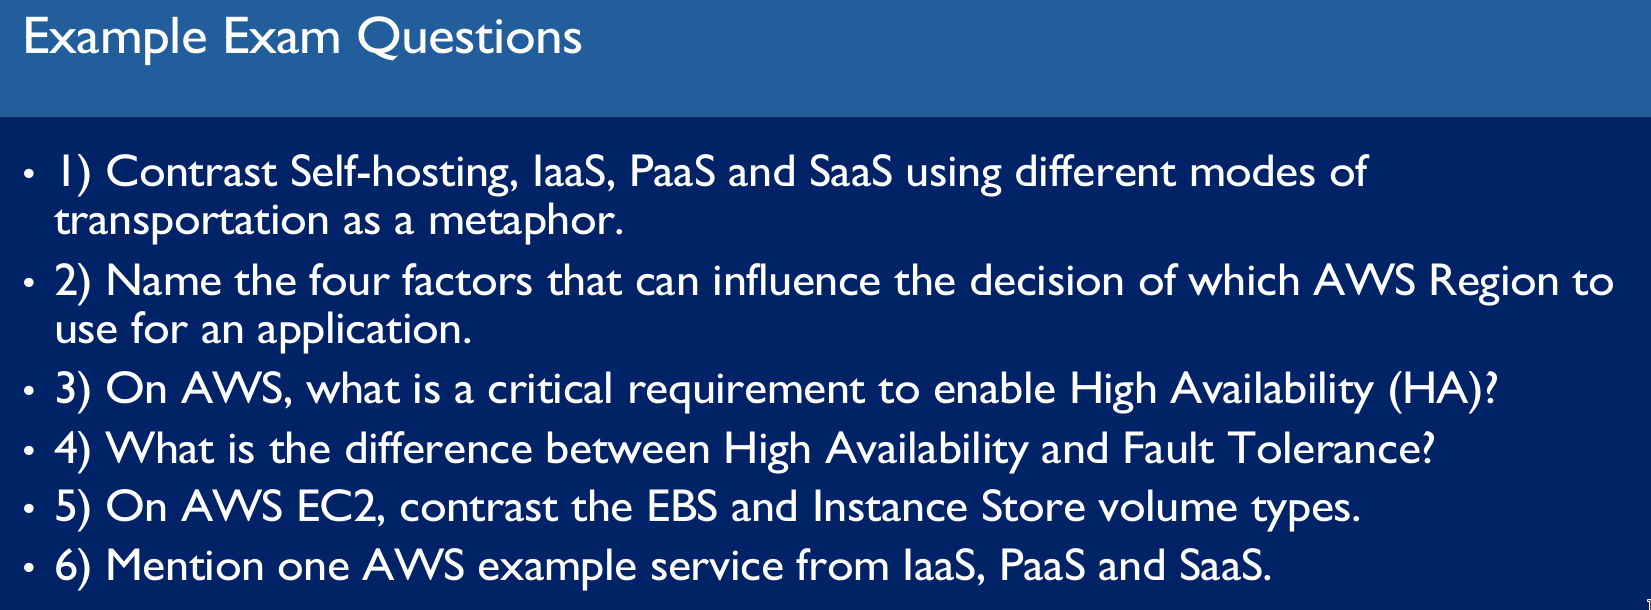 Example Exam Questions
• 1) Contrast Self-hosting, IaaS, PaaS and SaaS using different modes of
transportation as a metaphor.
• 2) Name the four factors that can influence the decision of which AWS Region to
use for an application.
• 3) On AWS, what is a critical requirement to enable High Availability (HA)?
• 4) What is the difference between High Availability and Fault Tolerance?
• 5) On AWS EC2, contrast the EBS and Instance Store volume types.
• 6) Mention one AWS example service from IaaS, PaaS and SaaS.